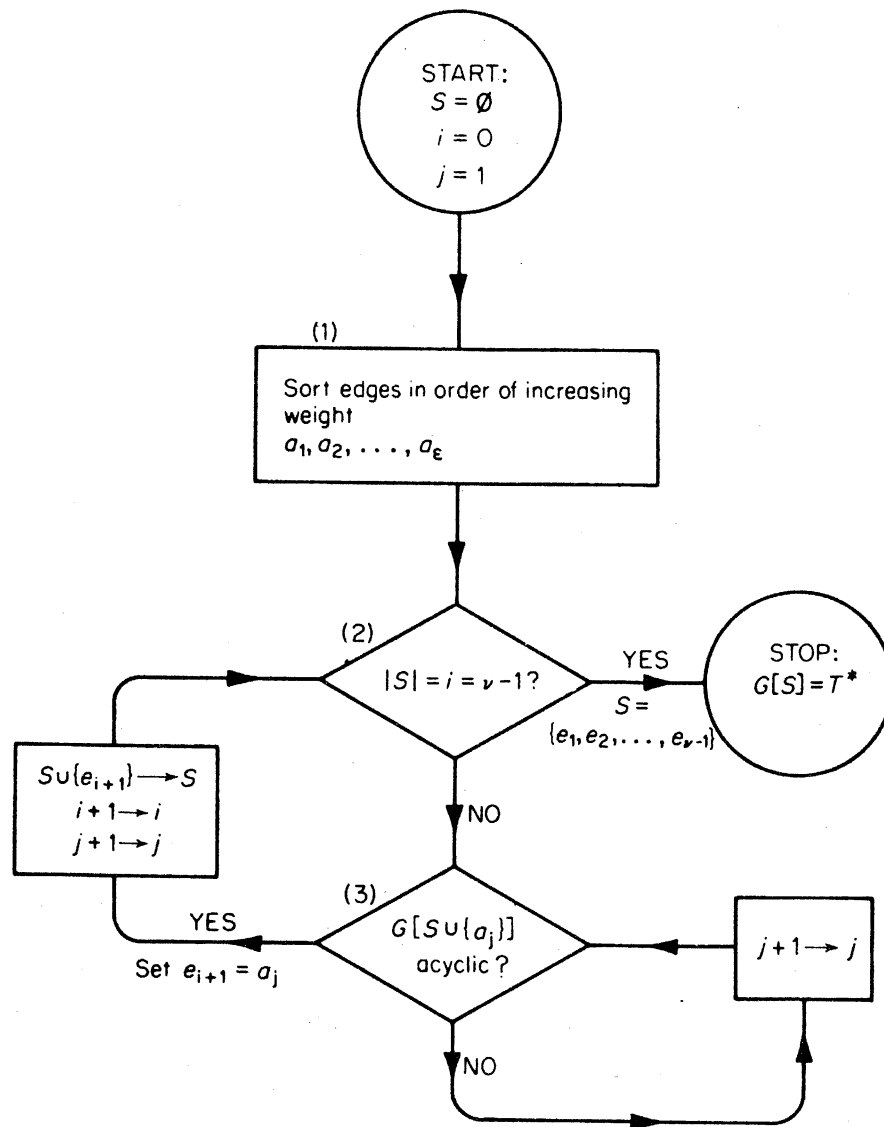 START:
S = Ø
i = 0
j = 1
(1)
Sort edges in order of increasing
weight
a₁, a₂, . . . , a_ε
(2)
|S| = i = ν-1?
YES
S =
{e₁, e₂, . . . , e_ν-1}
STOP:
G[S] = T*
S∪{e_i+1} → S
i+1 → i
j+1 → j
NO
(3)
G[S∪{a_j}]
acyclic?
YES
Set e_i+1 = a_j
j+1 → j
NO